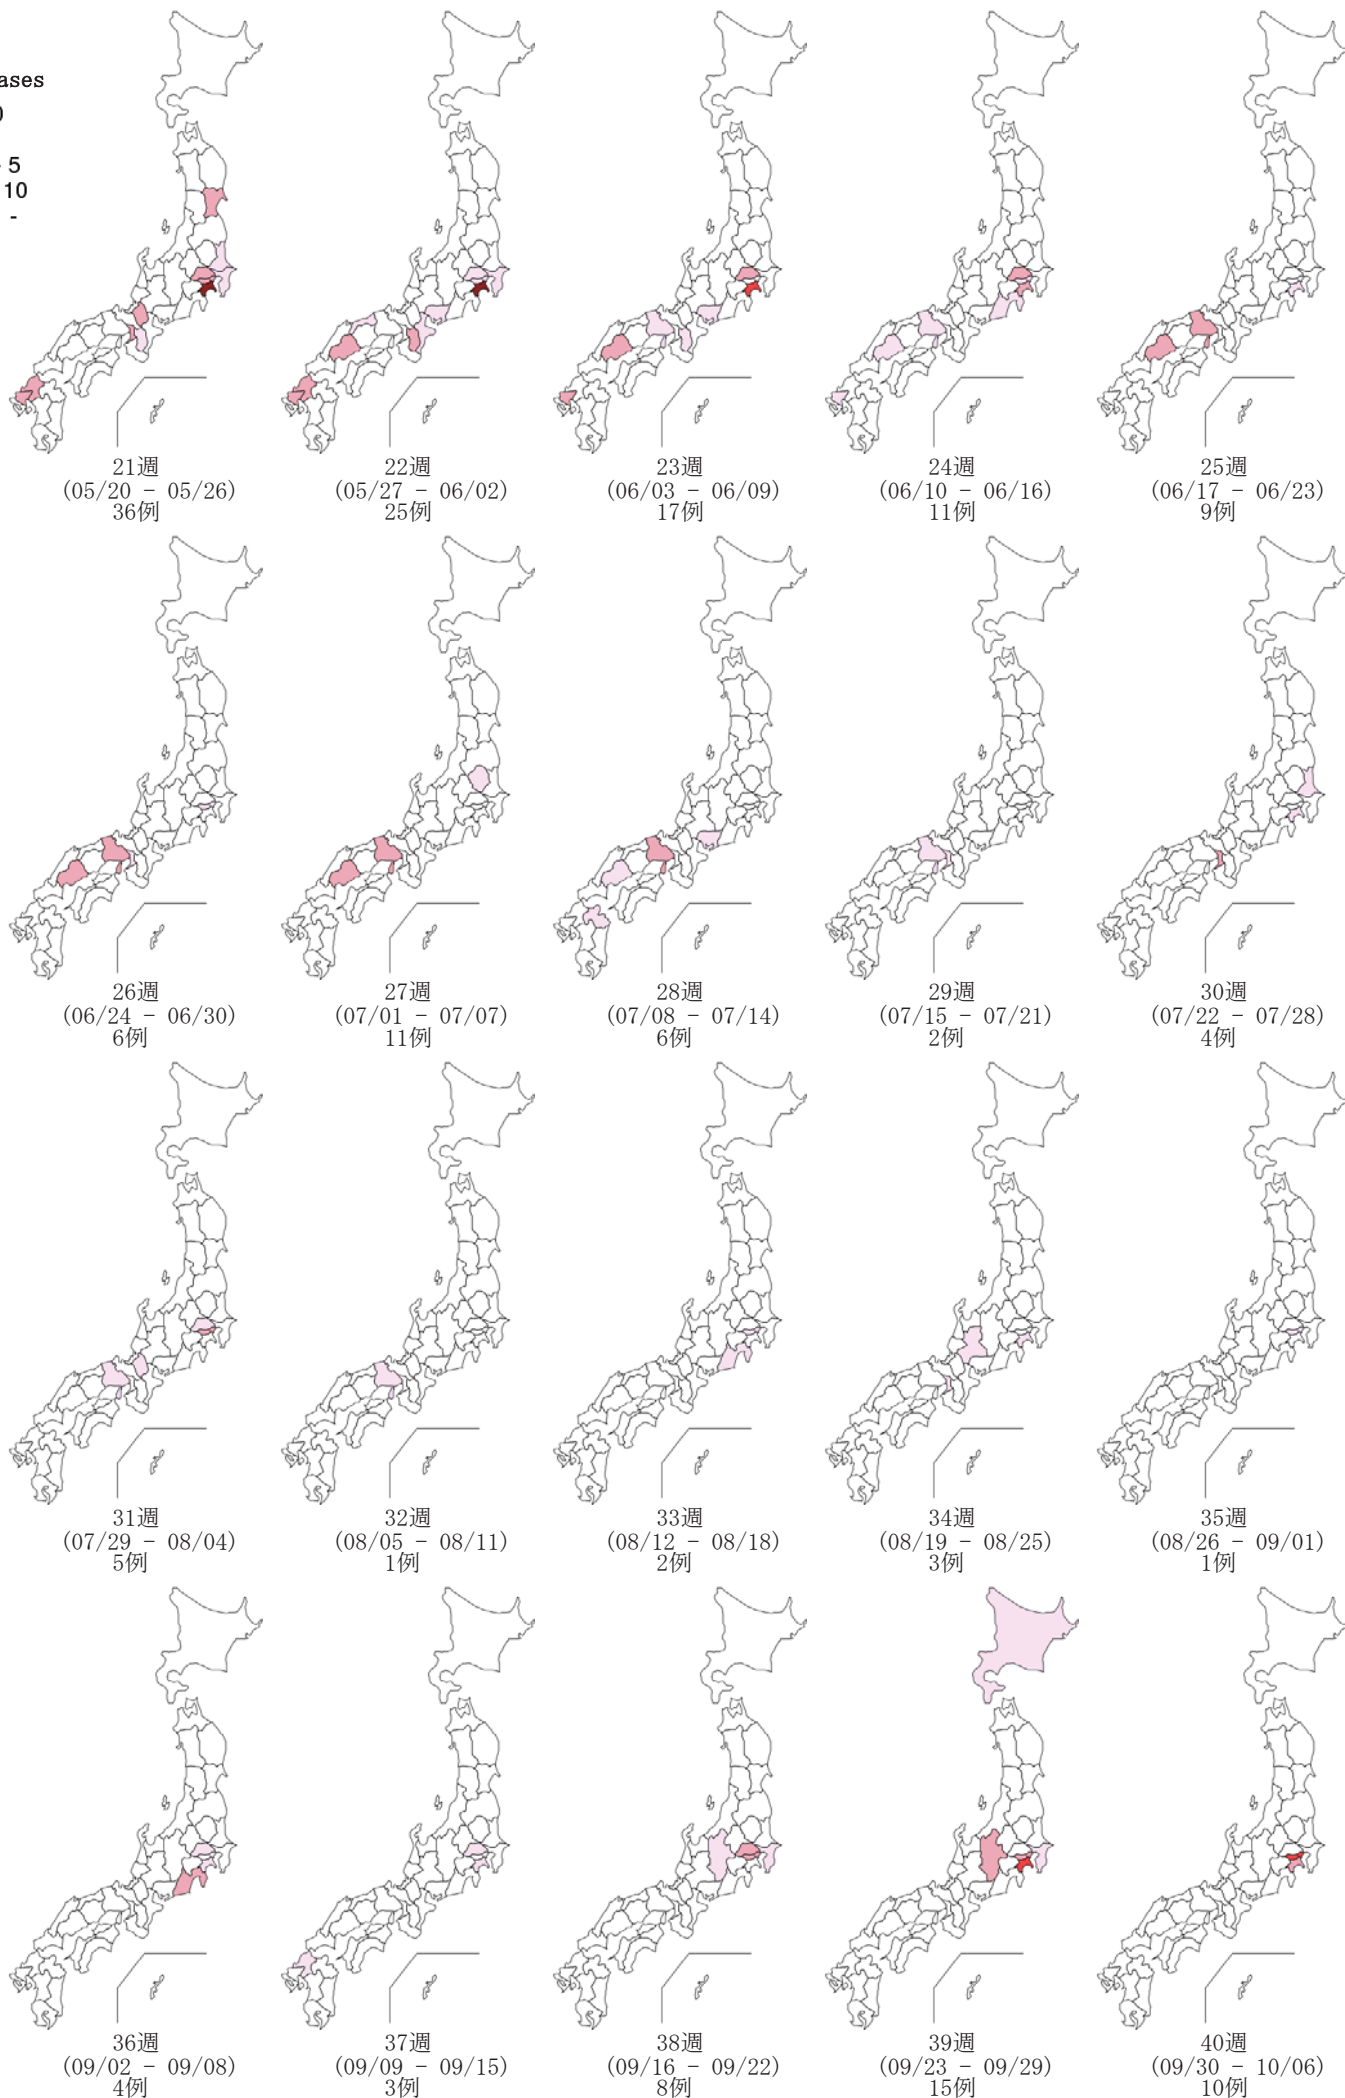 ases
0
- 5
10
-
21週
(05/20 - 05/26)
36例
22週
(05/27 - 06/02)
25例
23週
(06/03 - 06/09)
17例
24週
(06/10 - 06/16)
11例
25週
(06/17 - 06/23)
9例
26週
(06/24 - 06/30)
6例
27週
(07/01 - 07/07)
11例
28週
(07/08 - 07/14)
6例
29週
(07/15 - 07/21)
2例
30週
(07/22 - 07/28)
4例
31週
(07/29 - 08/04)
5例
32週
(08/05 - 08/11)
1例
33週
(08/12 - 08/18)
2例
34週
(08/19 - 08/25)
3例
35週
(08/26 - 09/01)
1例
36週
(09/02 - 09/08)
4例
37週
(09/09 - 09/15)
3例
38週
(09/16 - 09/22)
8例
39週
(09/23 - 09/29)
15例
40週
(09/30 - 10/06)
10例